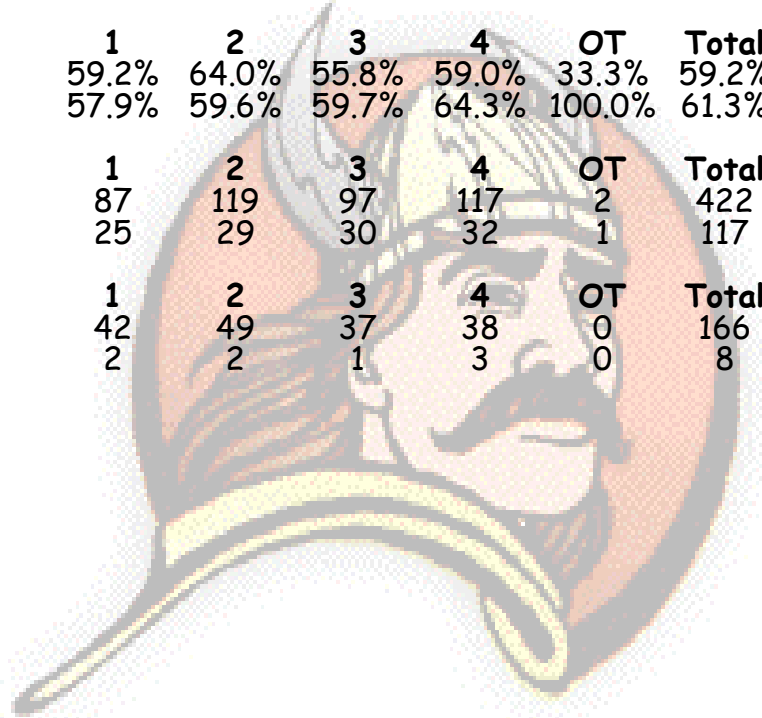 1 2 3 4 OT Total
59.2% 64.0% 55.8% 59.0% 33.3% 59.2%
57.9% 59.6% 59.7% 64.3% 100.0% 61.3%
1 2 3 4 OT Total
87 119 97 117 2 422
25 29 30 32 1 117
1 2 3 4 OT Total
42 49 37 38 0 166
2 2 1 3 0 8